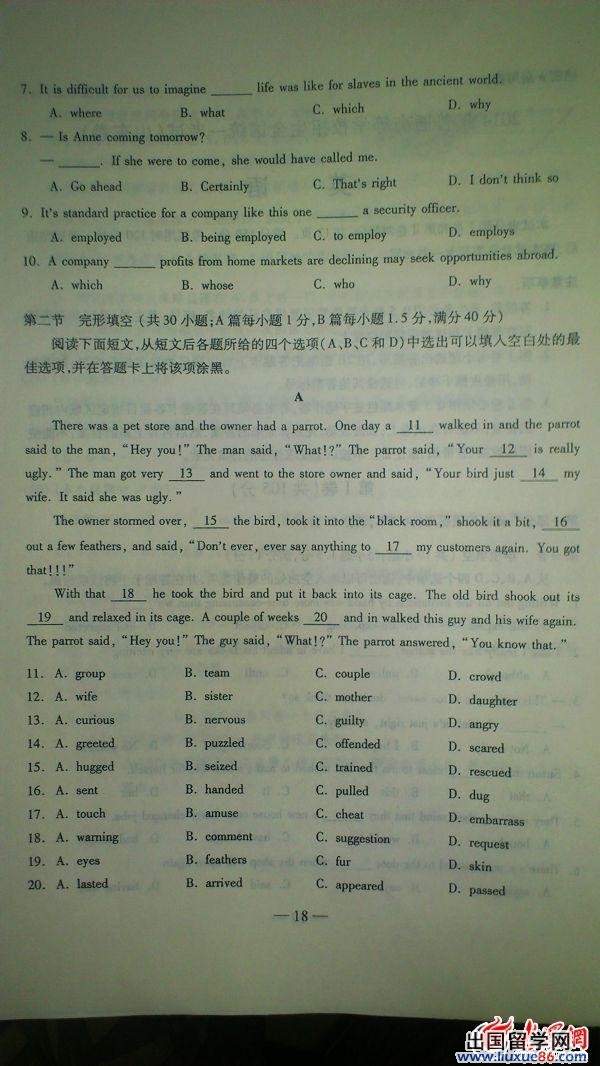 7. It is difficult for us to imagine ______ life was like for slaves in the ancient world.
A. where B. what C. which D. why
8. — Is Anne coming tomorrow?
— ______. If she were to come, she would have called me.
A. Go ahead B. Certainly C. That's right D. I don't think so
9. It's standard practice for a company like this one ______ a security officer.
A. employed B. being employed C. to employ D. employs
10. A company ______ profits from home markets are declining may seek opportunities abroad.
A. which B. whose C. who D. why
第二节 完形填空（共30小题;A篇每小题1分,B篇每小题1.5分,满分40分）
阅读下面短文,从短文后各题所给的四个选项(A、B、C和D)中选出可以填入空白处的最
佳选项,并在答题卡上将该项涂黑。
A
There was a pet store and the owner had a parrot. One day a 11 walked in and the parrot
said to the man, "Hey you!" The man said, "What!?" The parrot said, "Your 12 is really
ugly." The man got very 13 and went to the store owner and said, "Your bird just 14 my
wife. It said she was ugly."
The owner stormed over, 15 the bird, took it into the "black room," shook it a bit, 16
out a few feathers, and said, "Don't ever, ever say anything to 17 my customers again. You got
that!!!"
With that 18 he took the bird and put it back into its cage. The old bird shook out its
19 and relaxed in its cage. A couple of weeks 20 and in walked this guy and his wife again.
The parrot said, "Hey you!" The guy said, "What!?" The parrot answered, "You know that."
11. A. group B. team C. couple D. crowd
12. A. wife B. sister C. mother D. daughter
13. A. curious B. nervous C. guilty D. angry
14. A. greeted B. puzzled C. offended D. scared
15. A. hugged B. seized C. trained D. rescued
16. A. sent B. handed C. pulled D. dug
17. A. touch B. amuse C. cheat D. embarrass
18. A. warning B. comment C. suggestion D. request
19. A. eyes B. feathers C. fur D. skin
20. A. lasted B. arrived C. appeared D. passed
— 18 —
出国留学网
www.liuxue86.com